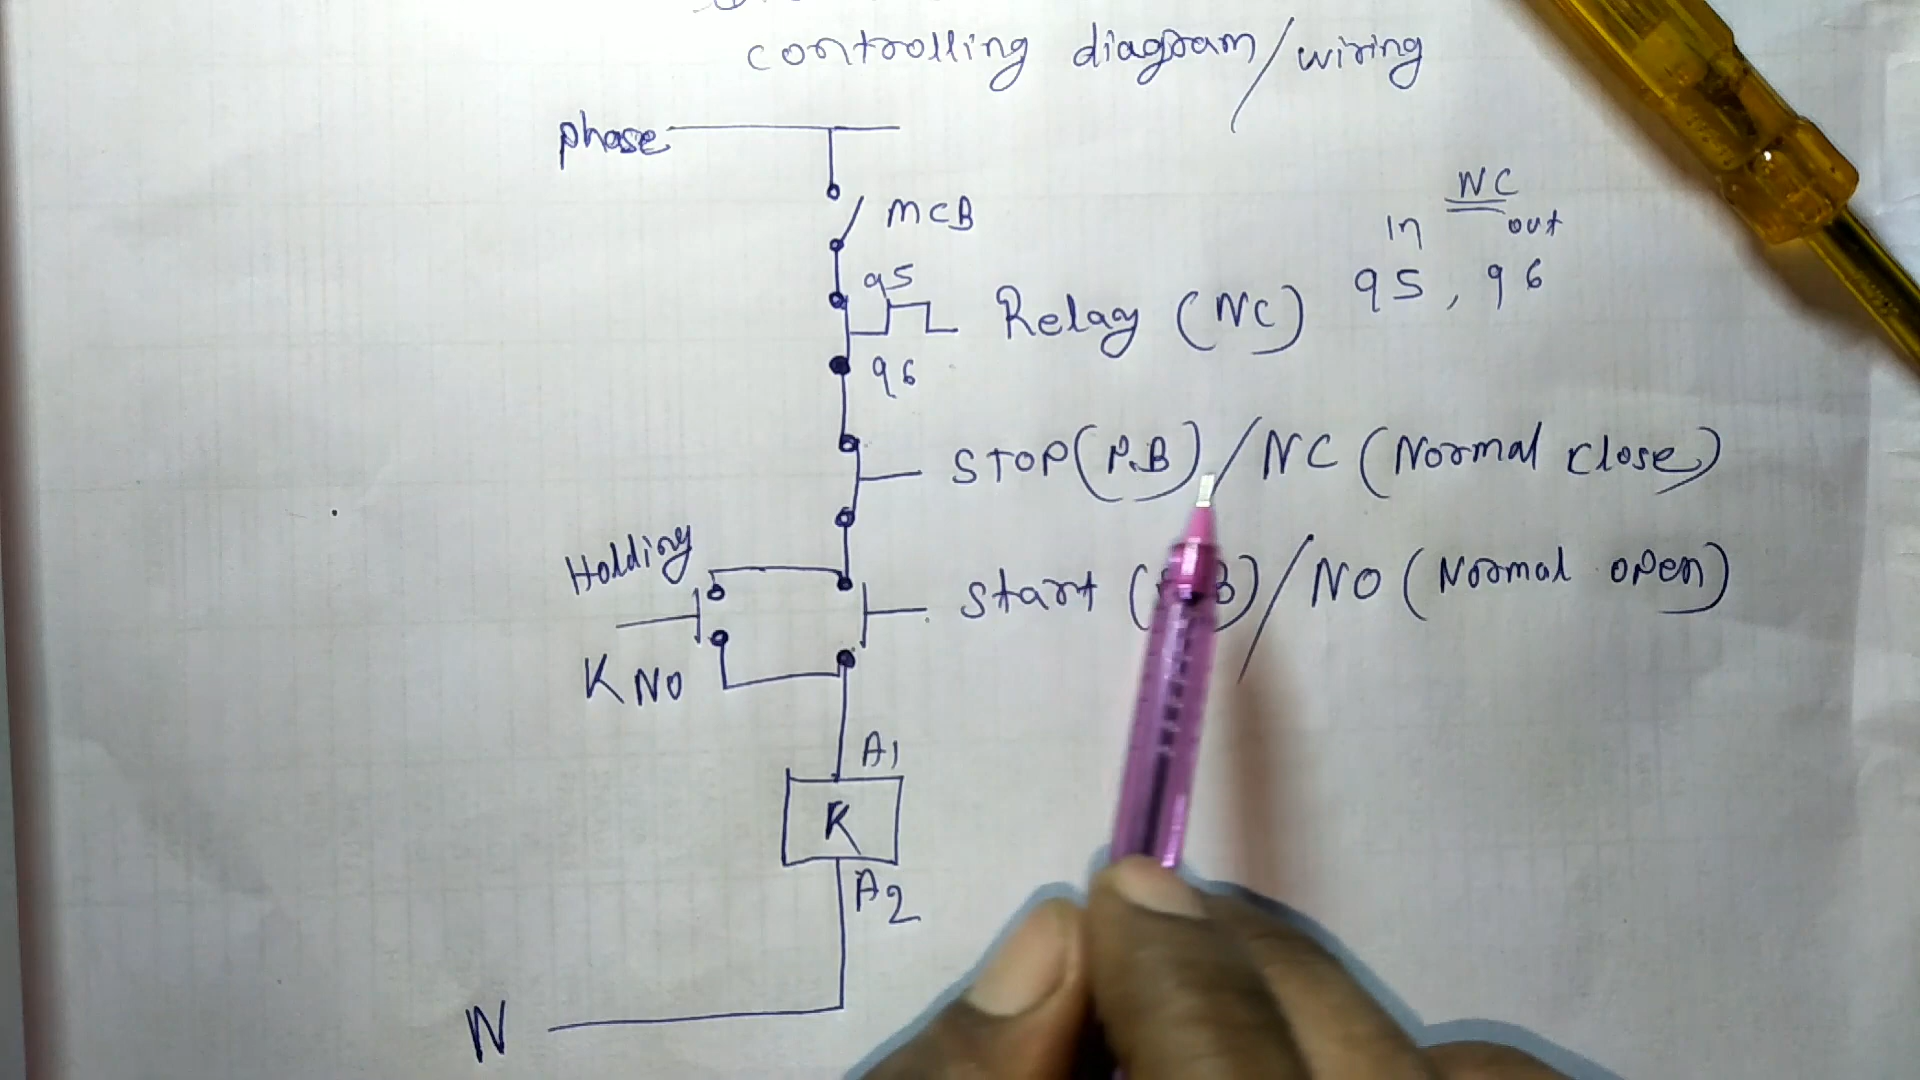 controlling diagram/wiring
phase
MCB
NC
in out
95
Relay (NC) 95, 96
96
STOP(P.B)/NC (Normal close)
Holding
start ( B)/NO (Normal open)
K NO
A1
K
A2
N